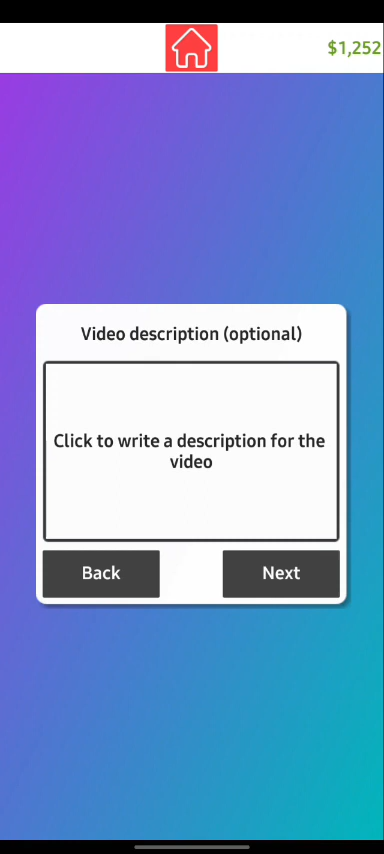 $1,252
Video description (optional)
Click to write a description for the
video
Back
Next